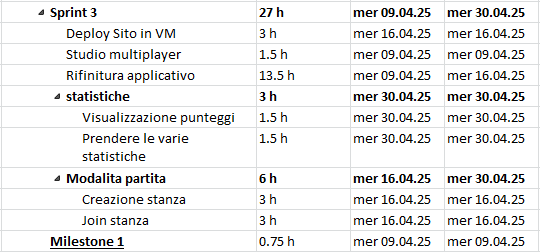 Sprint 3 27 h mer 09.04.25 mer 30.04.25
Deploy Sito in VM 3 h mer 16.04.25 mer 16.04.25
Studio multiplayer 1.5 h mer 09.04.25 mer 09.04.25
Rifinitura applicativo 13.5 h mer 09.04.25 mer 16.04.25
statistiche 3 h mer 30.04.25 mer 30.04.25
Visualizzazione punteggi 1.5 h mer 30.04.25 mer 30.04.25
Prendere le varie 1.5 h mer 30.04.25 mer 30.04.25
statistiche
Modalita partita 6 h mer 16.04.25 mer 30.04.25
Creazione stanza 3 h mer 16.04.25 mer 16.04.25
Join stanza 3 h mer 16.04.25 mer 16.04.25
Milestone 1 0.75 h mer 09.04.25 mer 09.04.25